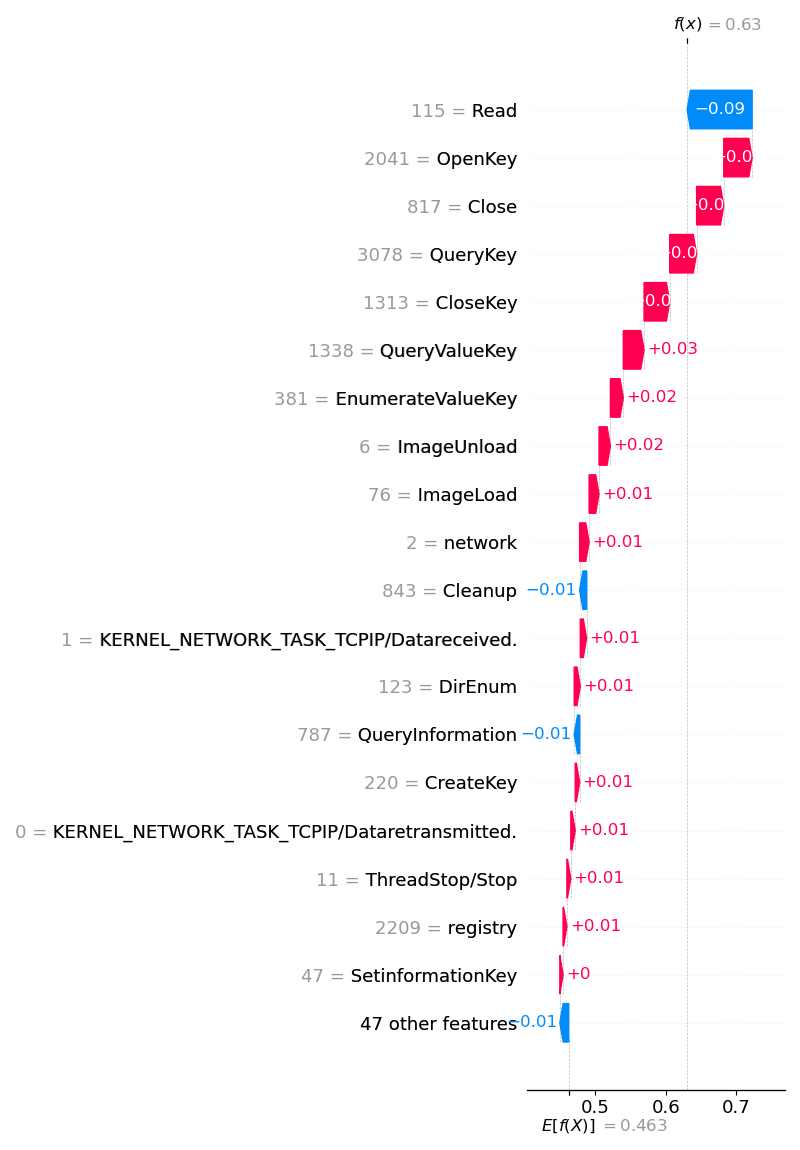 f(x) = 0.63
115 = Read −0.09
2041 = OpenKey
817 = Close
3078 = QueryKey
1313 = CloseKey
1338 = QueryValueKey +0.03
381 = EnumerateValueKey +0.02
6 = ImageUnload +0.02
76 = ImageLoad +0.01
2 = network +0.01
843 = Cleanup −0.01
1 = KERNEL_NETWORK_TASK_TCPIP/Datareceived. +0.01
123 = DirEnum +0.01
787 = QueryInformation −0.01
220 = CreateKey +0.01
0 = KERNEL_NETWORK_TASK_TCPIP/Dataretransmitted. +0.01
11 = ThreadStop/Stop +0.01
2209 = registry +0.01
47 = SetinformationKey +0
47 other features −0.01
0.5 0.6 0.7
E[f(X)] = 0.463